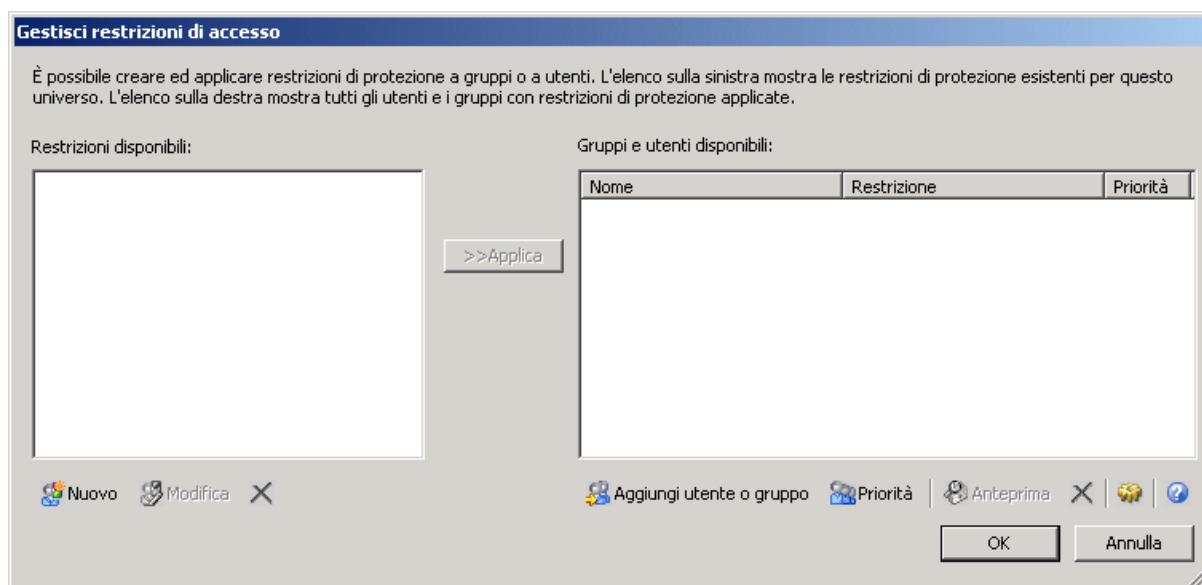 Gestisci restrizioni di accesso
È possibile creare ed applicare restrizioni di protezione a gruppi o a utenti. L'elenco sulla sinistra mostra le restrizioni di protezione esistenti per questo
universo. L'elenco sulla destra mostra tutti gli utenti e i gruppi con restrizioni di protezione applicate.
Restrizioni disponibili:
Gruppi e utenti disponibili:
Nome Restrizione Priorità
>>Applica
Nuovo Modifica
Aggiungi utente o gruppo Priorità Anteprima
OK Annulla